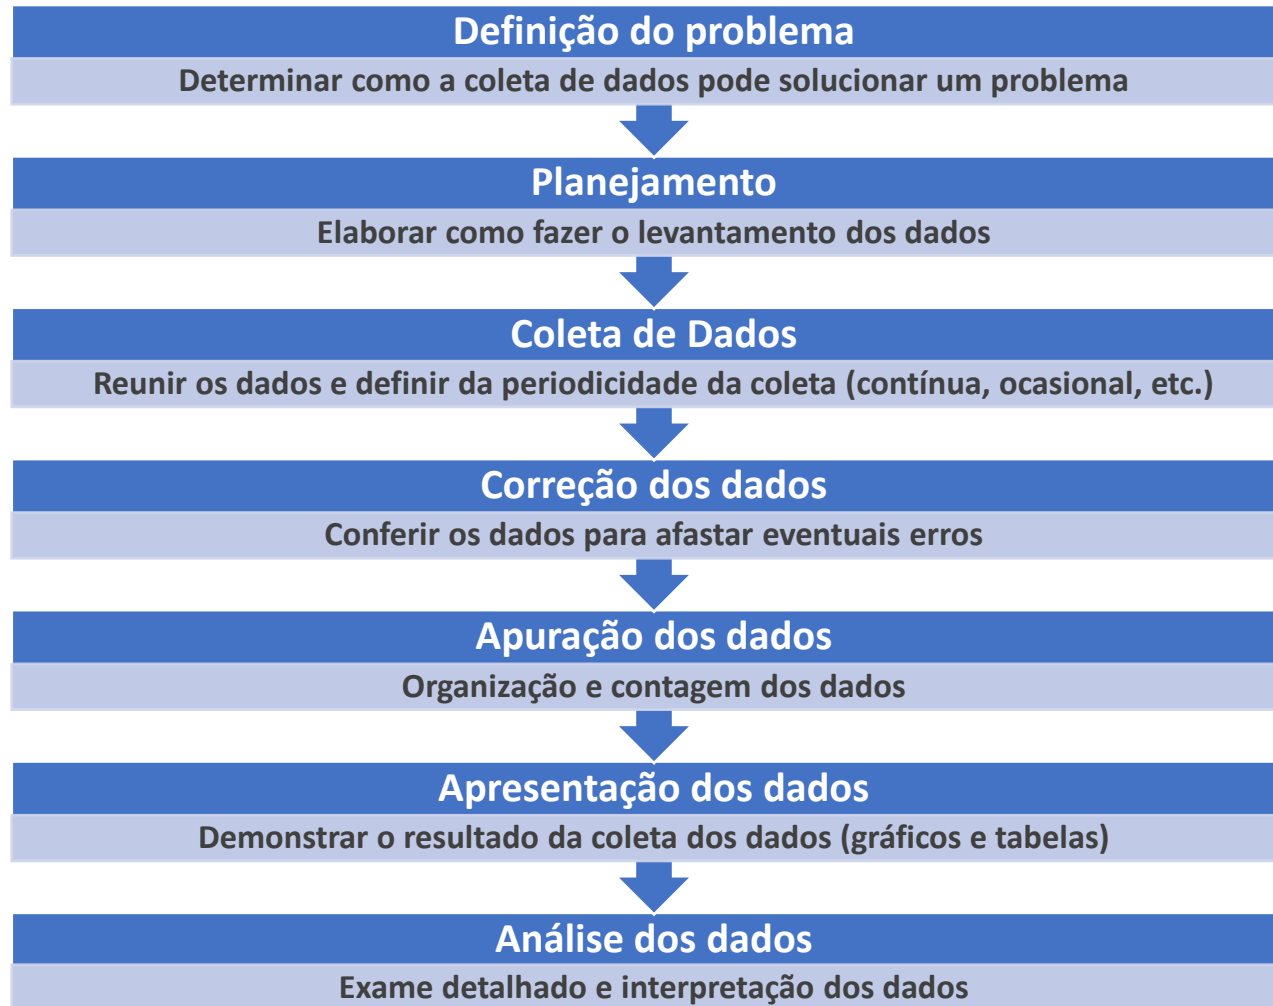 Definição do problema
Determinar como a coleta de dados pode solucionar um problema
Planejamento
Elaborar como fazer o levantamento dos dados
Coleta de Dados
Reunir os dados e definir da periodicidade da coleta (contínua, ocasional, etc.)
Correção dos dados
Conferir os dados para afastar eventuais erros
Apuração dos dados
Organização e contagem dos dados
Apresentação dos dados
Demonstrar o resultado da coleta dos dados (gráficos e tabelas)
Análise dos dados
Exame detalhado e interpretação dos dados